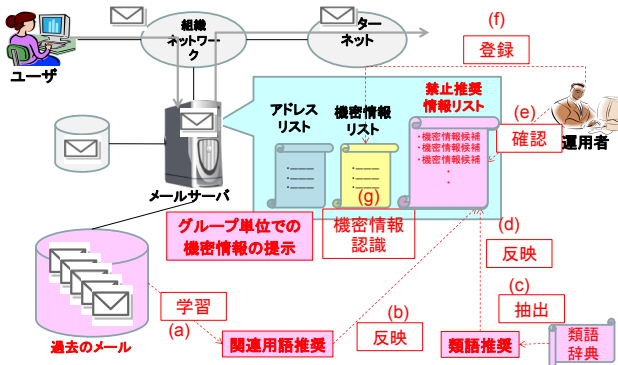 (f)
組織
ネットワー
ク
ター
ネット
登録
ユーザ
禁止推奨
情報リスト
アドレス
リスト
機密情報
リスト
(e)
・機密情報候補
・機密情報候補
・機密情報候補
・
・
確認
運用者
メールサーバ
(g)
グループ単位での
機密情報の提示
機密情報
認識
(d)
反映
学習
(a)
(b)
反映
(c)
抽出
過去のメール
関連用語推奨
類語推奨
類語
辞典